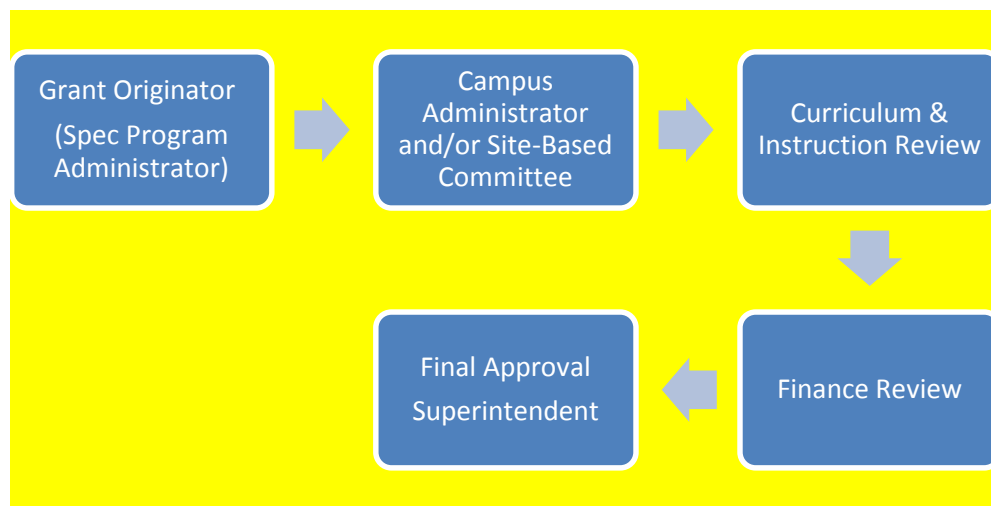 Grant Originator
(Spec Program
Administrator)
Campus
Administrator
and/or Site-Based
Committee
Curriculum &
Instruction Review
Finance Review
Final Approval
Superintendent